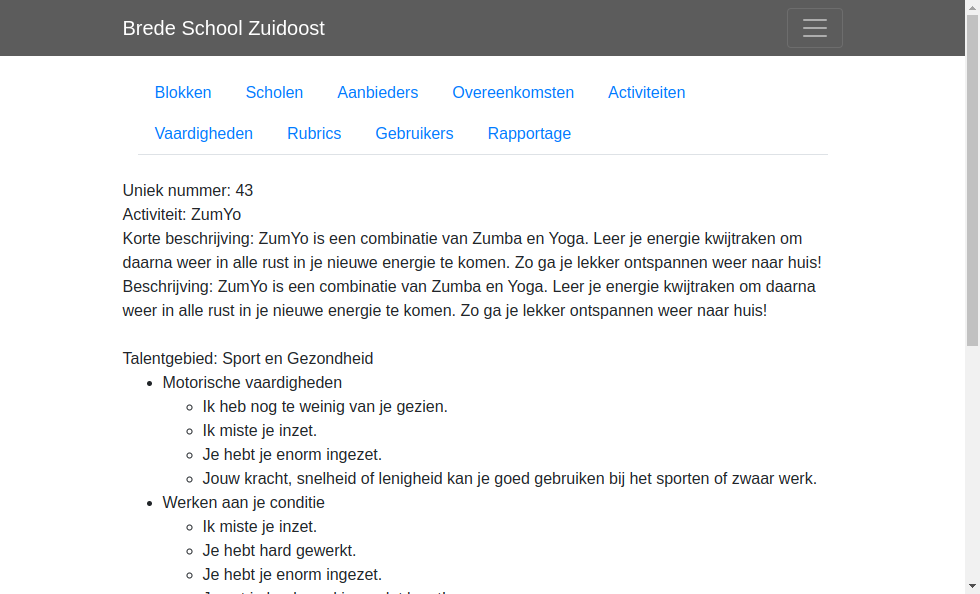 Brede School Zuidoost
Blokken Scholen Aanbieders Overeenkomsten Activiteiten
Vaardigheden Rubrics Gebruikers Rapportage
Uniek nummer: 43
Activiteit: ZumYo
Korte beschrijving: ZumYo is een combinatie van Zumba en Yoga. Leer je energie kwijtraken om
daarna weer in alle rust in je nieuwe energie te komen. Zo ga je lekker ontspannen weer naar huis!
Beschrijving: ZumYo is een combinatie van Zumba en Yoga. Leer je energie kwijtraken om daarna
weer in alle rust in je nieuwe energie te komen. Zo ga je lekker ontspannen weer naar huis!
Talentgebied: Sport en Gezondheid
Motorische vaardigheden
Ik heb nog te weinig van je gezien.
Ik miste je inzet.
Je hebt je enorm ingezet.
Jouw kracht, snelheid of lenigheid kan je goed gebruiken bij het sporten of zwaar werk.
Werken aan je conditie
Ik miste je inzet.
Je hebt hard gewerkt.
Je hebt je enorm ingezet.